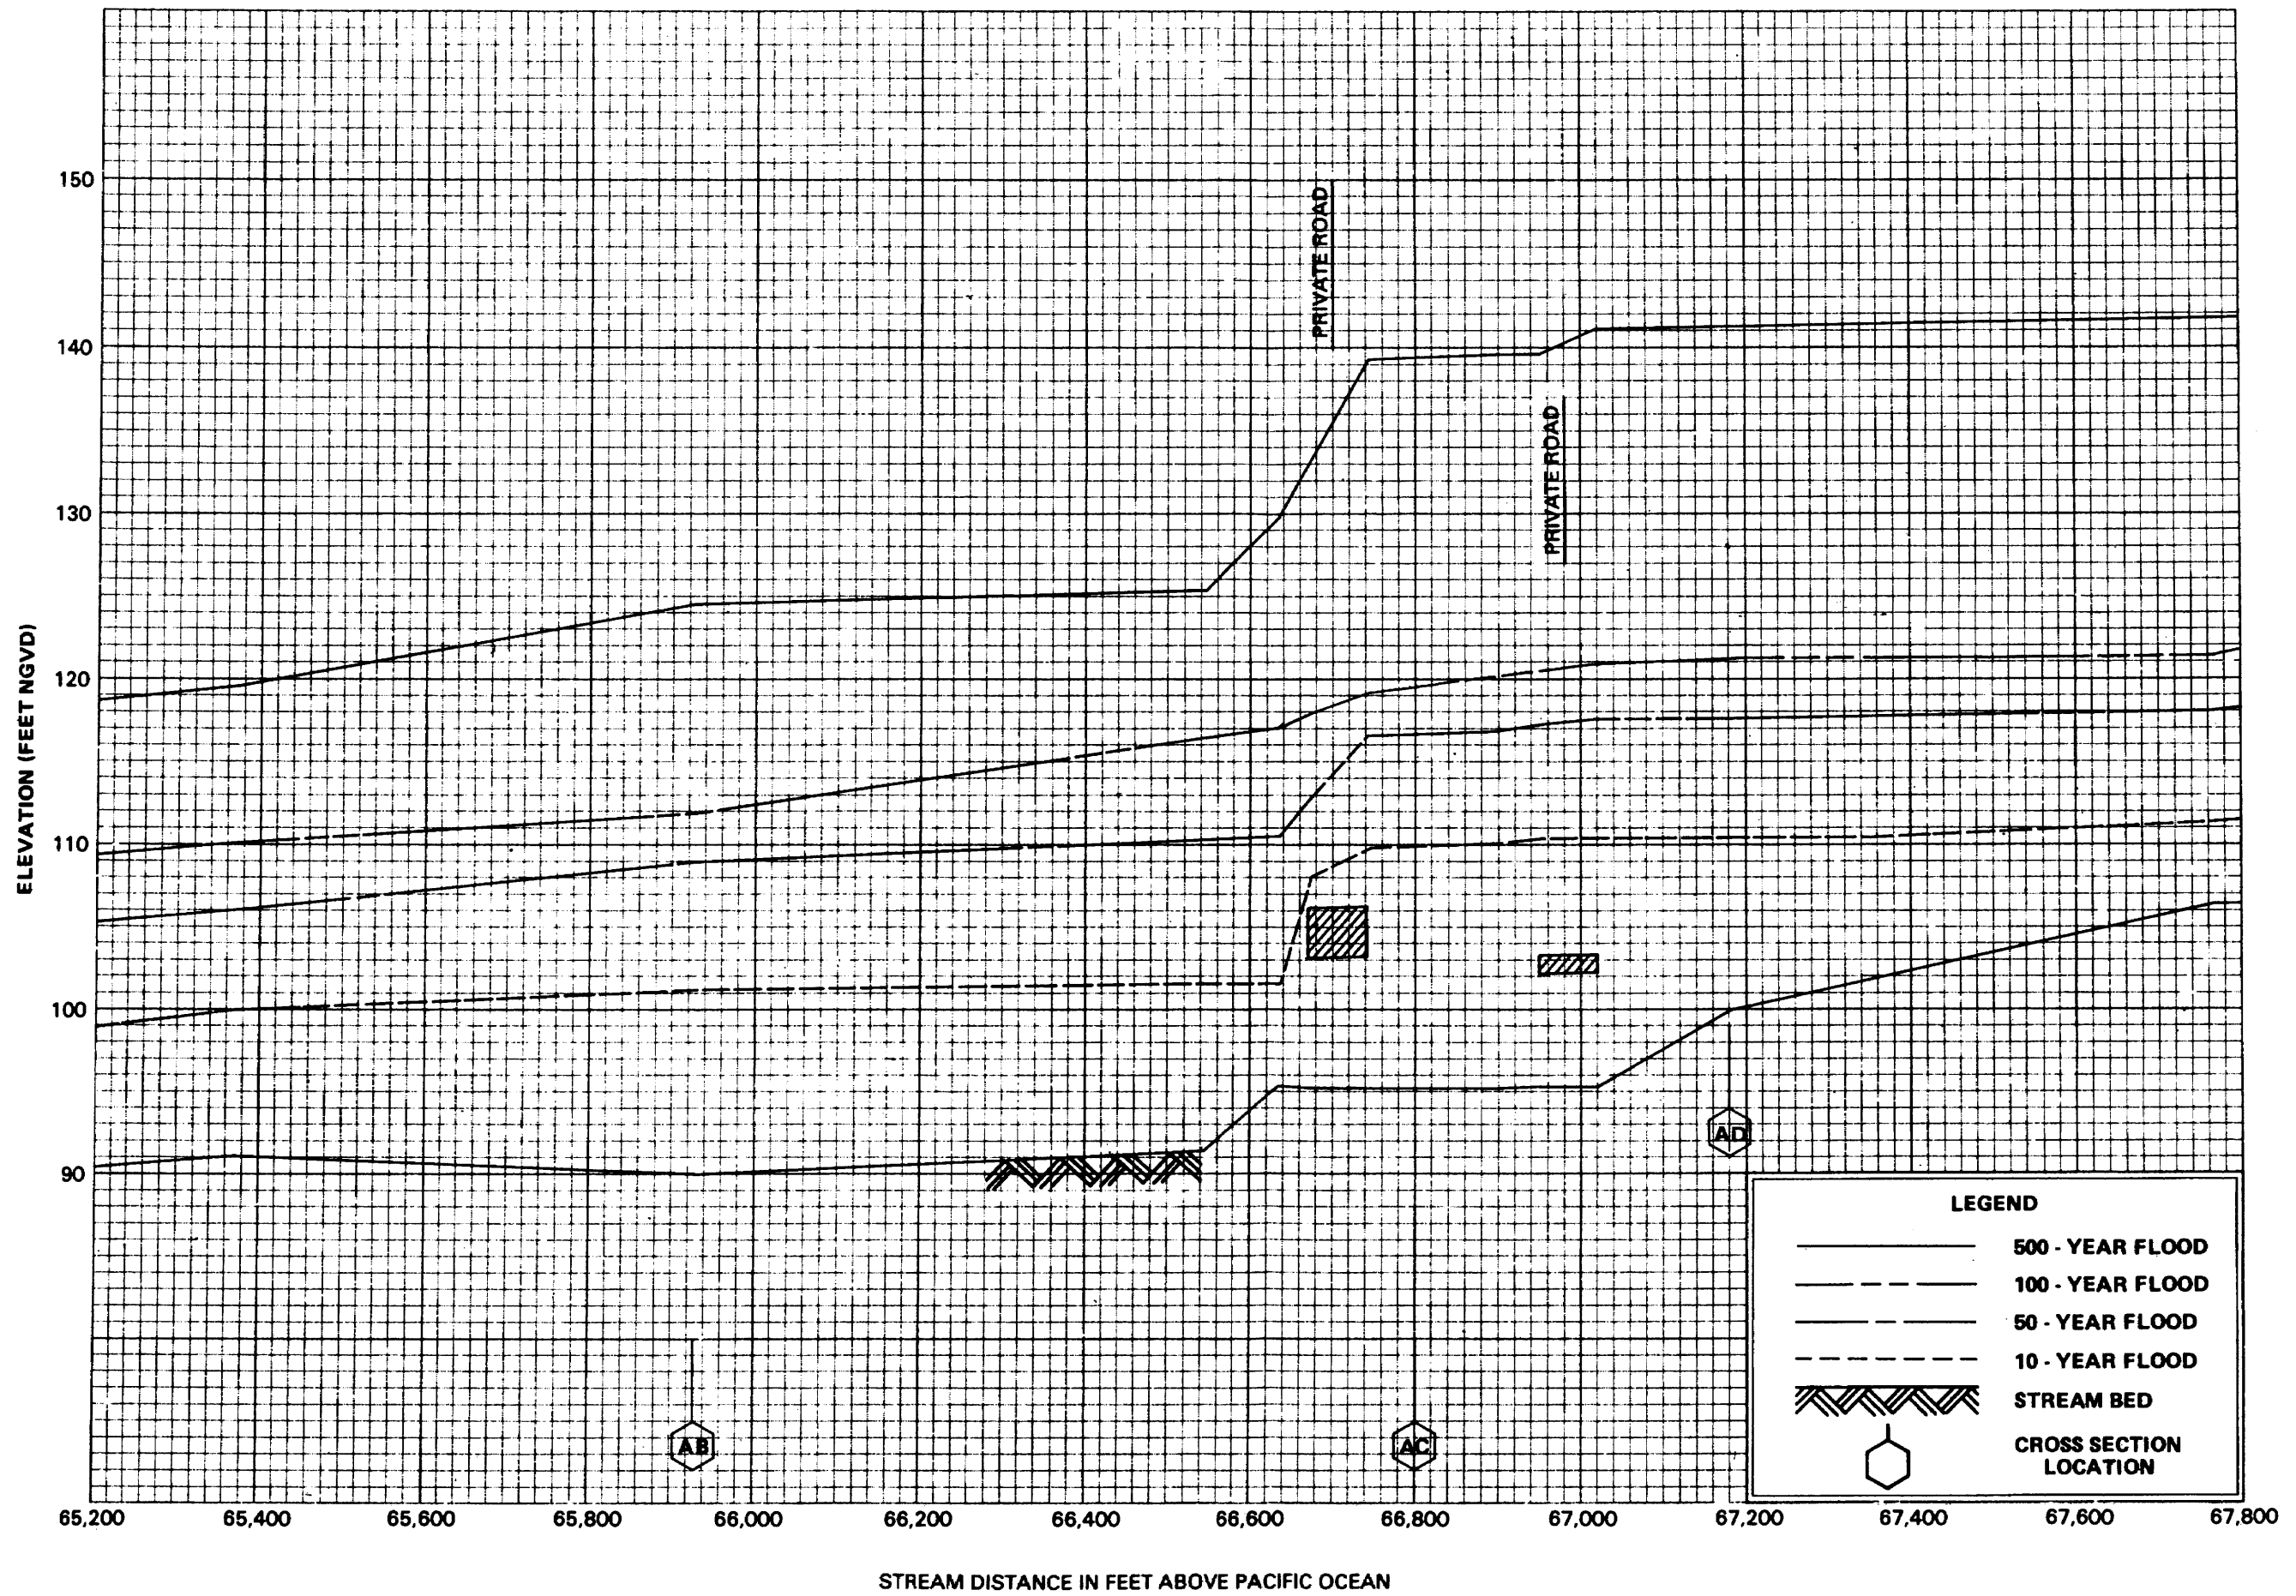 150
140
130
120
110
100
90
ELEVATION (FEET NGVD)
PRIVATE ROAD
PRIVATE ROAD
AB
AC
AD
LEGEND
500 - YEAR FLOOD
100 - YEAR FLOOD
50 - YEAR FLOOD
10 - YEAR FLOOD
STREAM BED
CROSS SECTION
LOCATION
65,200 65,400 65,600 65,800 66,000 66,200 66,400 66,600 66,800 67,000 67,200 67,400 67,600 67,800
STREAM DISTANCE IN FEET ABOVE PACIFIC OCEAN